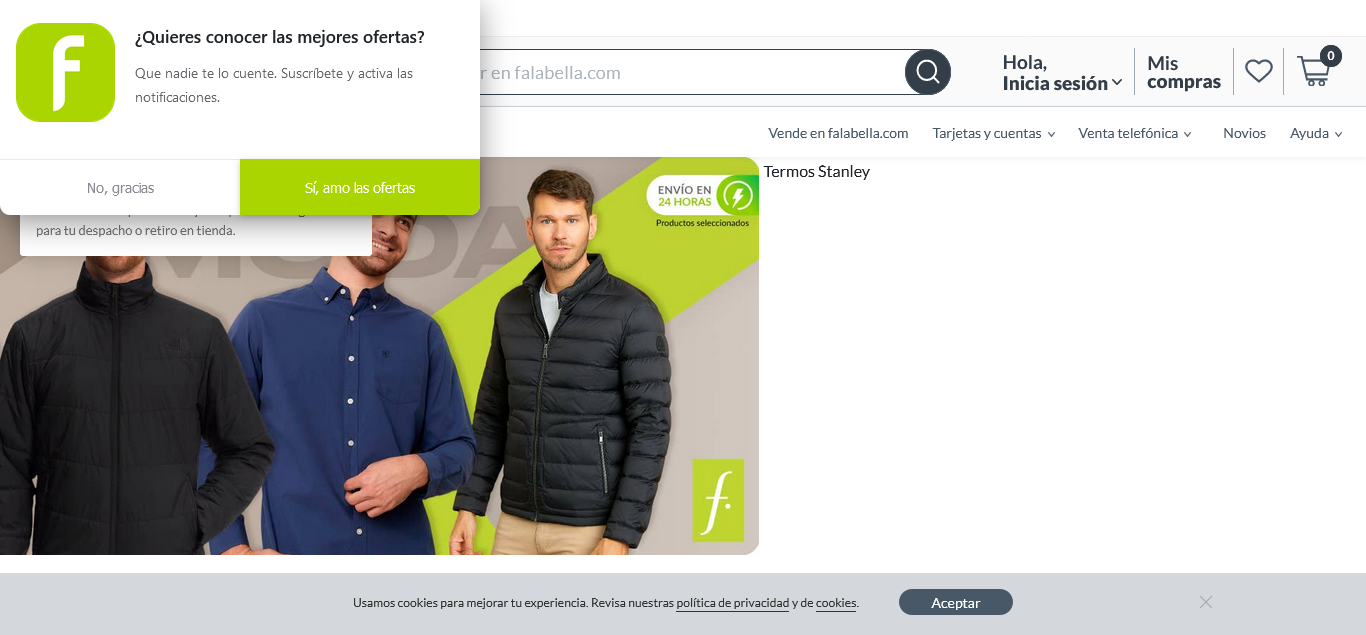 ¿Quieres conocer las mejores ofertas?
Que nadie te lo cuente. Suscríbete y activa las
notificaciones.
No, gracias
Sí, amo las ofertas
en falabella.com
Hola,
Inicia sesión
Mis
compras
0
Vende en falabella.com
Tarjetas y cuentas
Venta telefónica
Novios
Ayuda
para tu despacho o retiro en tienda.
MODA
ENVÍO EN
24 HORAS
Productos seleccionados
Termos Stanley
f.
Usamos cookies para mejorar tu experiencia. Revisa nuestras política de privacidad y de cookies.
Aceptar